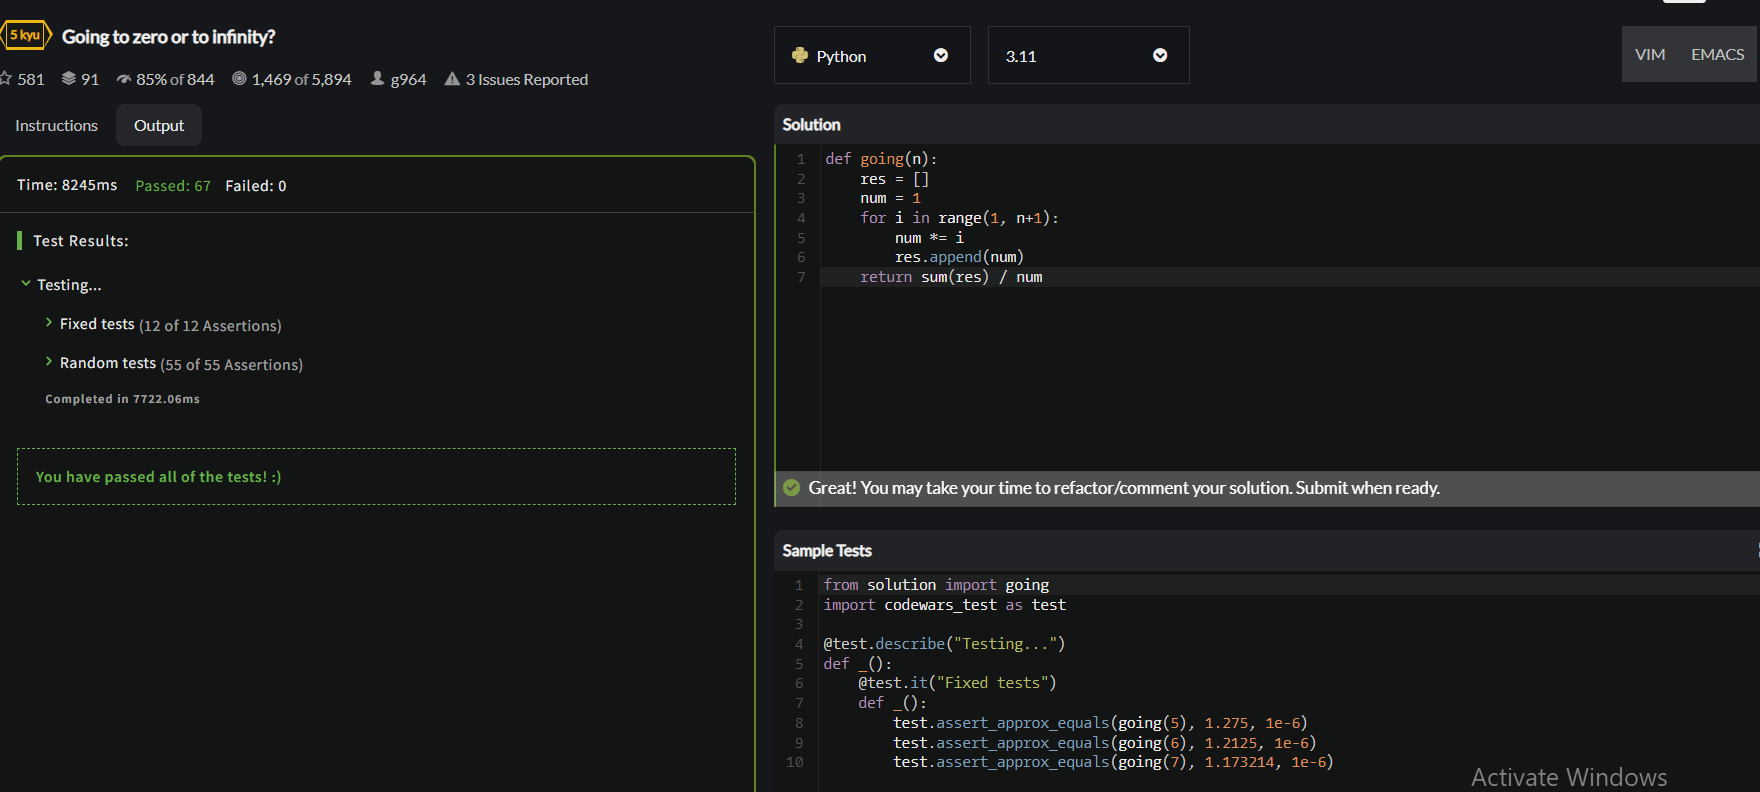 5 kyu Going to zero or to infinity?
581 91 85% of 844 1,469 of 5,894 g964 3 Issues Reported
Instructions Output
Time: 8245ms Passed: 67 Failed: 0
Test Results:
Testing...
Fixed tests (12 of 12 Assertions)
Random tests (55 of 55 Assertions)
Completed in 7722.06ms
You have passed all of the tests! :)
Python 3.11 VIM EMACS
Solution
1 def going(n):
2     res = []
3     num = 1
4     for i in range(1, n+1):
5         num *= i
6         res.append(num)
7     return sum(res) / num
Great! You may take your time to refactor/comment your solution. Submit when ready.
Sample Tests
1 from solution import going
2 import codewars_test as test
3
4 @test.describe("Testing...")
5 def _():
6     @test.it("Fixed tests")
7     def _():
8         test.assert_approx_equals(going(5), 1.275, 1e-6)
9         test.assert_approx_equals(going(6), 1.2125, 1e-6)
10         test.assert_approx_equals(going(7), 1.173214, 1e-6)
Activate Windows